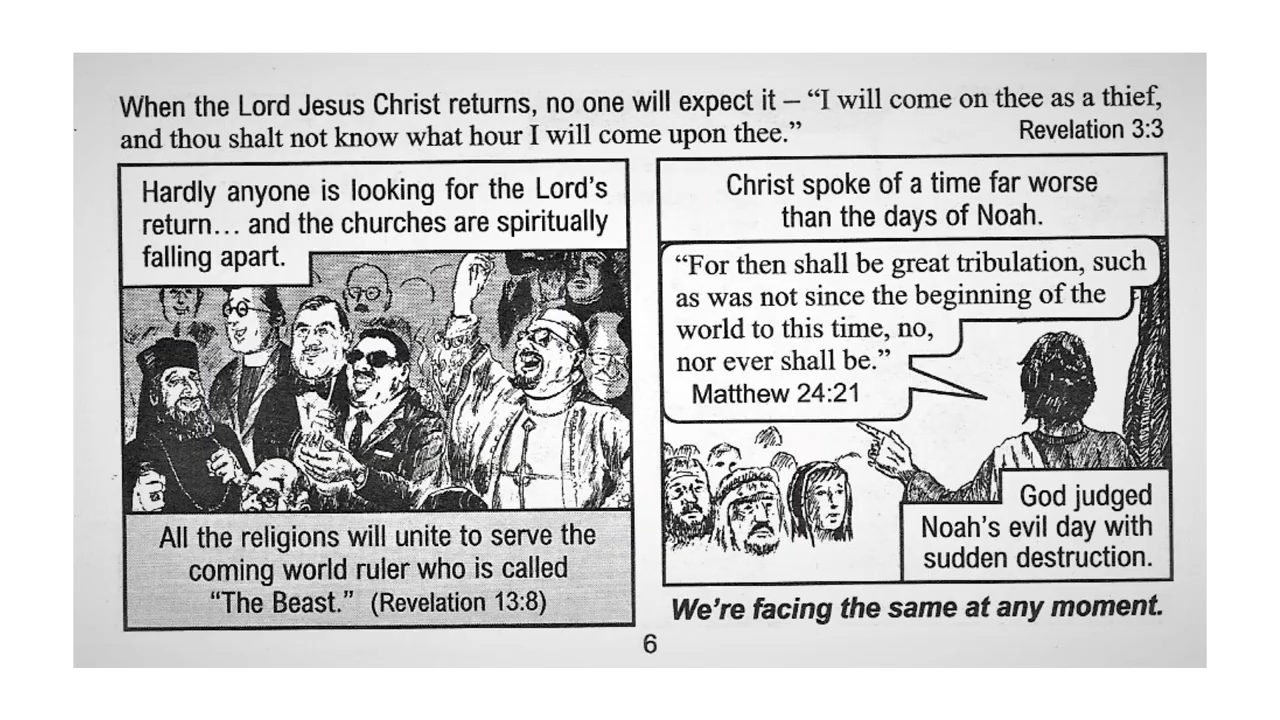 When the Lord Jesus Christ returns, no one will expect it – “I will come on thee as a thief,
and thou shalt not know what hour I will come upon thee.” Revelation 3:3
Hardly anyone is looking for the Lord’s
return... and the churches are spiritually
falling apart.
All the religions will unite to serve the
coming world ruler who is called
“The Beast.” (Revelation 13:8)
Christ spoke of a time far worse
than the days of Noah.
“For then shall be great tribulation, such
as was not since the beginning of the
world to this time, no,
nor ever shall be.”
Matthew 24:21
God judged
Noah’s evil day with
sudden destruction.
We’re facing the same at any moment.
6